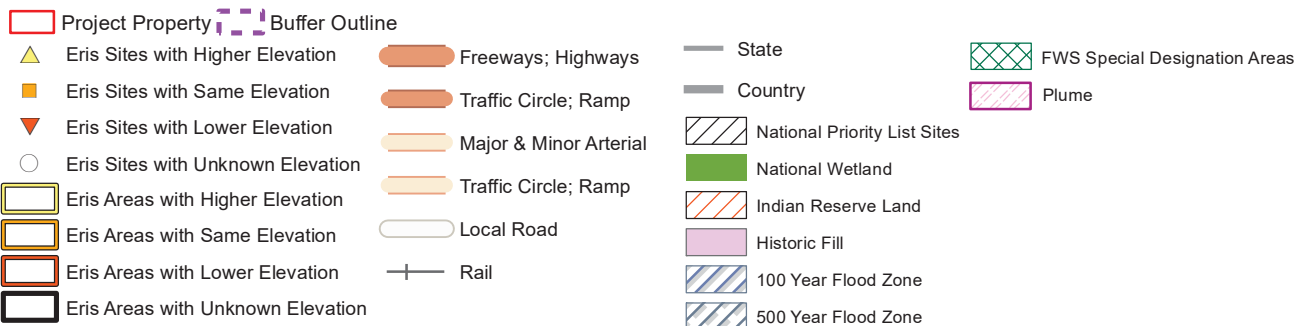 Project Property
Buffer Outline
Eris Sites with Higher Elevation
Eris Sites with Same Elevation
Eris Sites with Lower Elevation
Eris Sites with Unknown Elevation
Eris Areas with Higher Elevation
Eris Areas with Same Elevation
Eris Areas with Lower Elevation
Eris Areas with Unknown Elevation
Freeways; Highways
Traffic Circle; Ramp
Major & Minor Arterial
Traffic Circle; Ramp
Local Road
Rail
State
Country
National Priority List Sites
National Wetland
Indian Reserve Land
Historic Fill
100 Year Flood Zone
500 Year Flood Zone
FWS Special Designation Areas
Plume